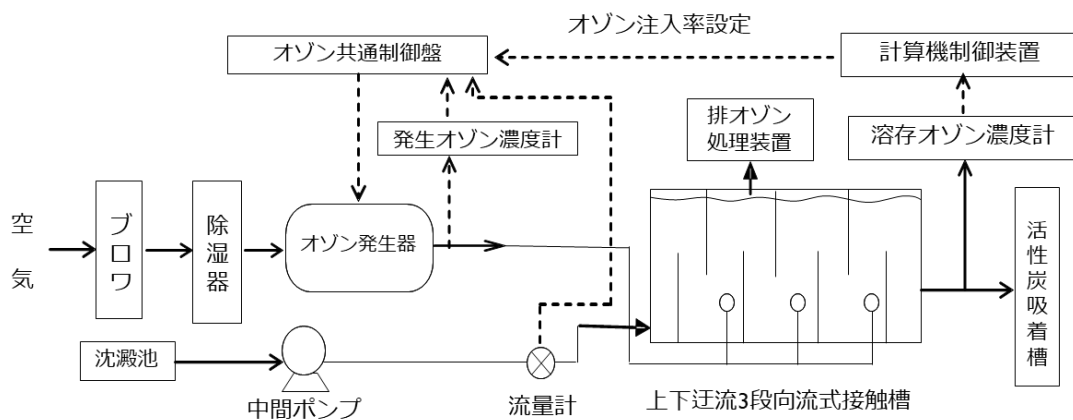 オゾン注入率設定
オゾン共通制御盤
計算機制御装置
発生オゾン濃度計
排オゾン
処理装置
溶存オゾン濃度計
空気
ブロワ
除湿器
オゾン発生器
活性炭吸着槽
沈澱池
中間ポンプ
流量計
上下迂流3段向流式接触槽